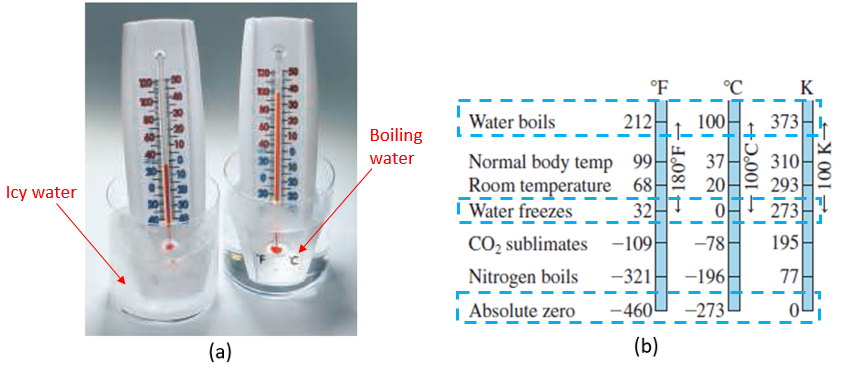 Icy water
Boiling
water
120 50
F °C
(a)
°F °C K
Water boils 212 100 373
Normal body temp 99 37 310
Room temperature 68 20 293
Water freezes 32 0 273
CO₂ sublimates −109 −78 195
Nitrogen boils −321 −196 77
Absolute zero −460 −273 0
180°F
100°C
100 K
(b)